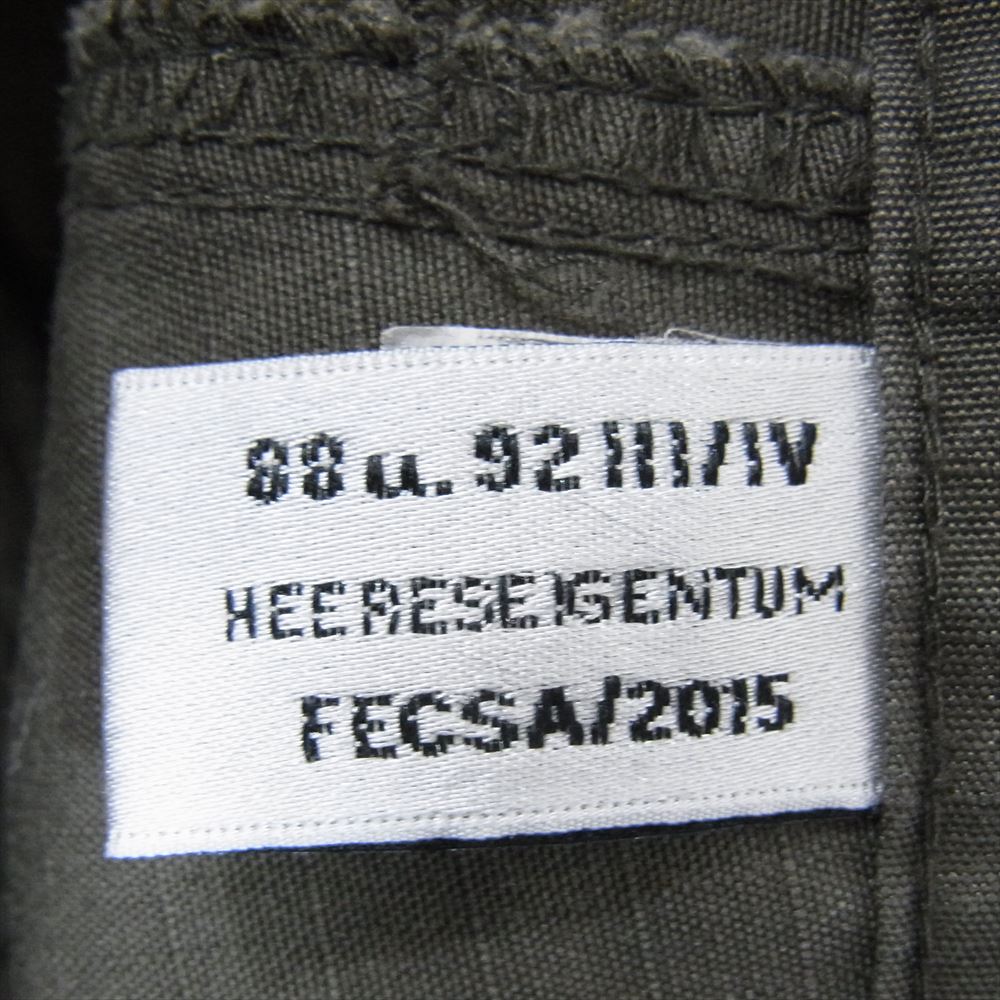 88 u. 92 III/IV
HEERESEIGENTUM
FECSA/2015